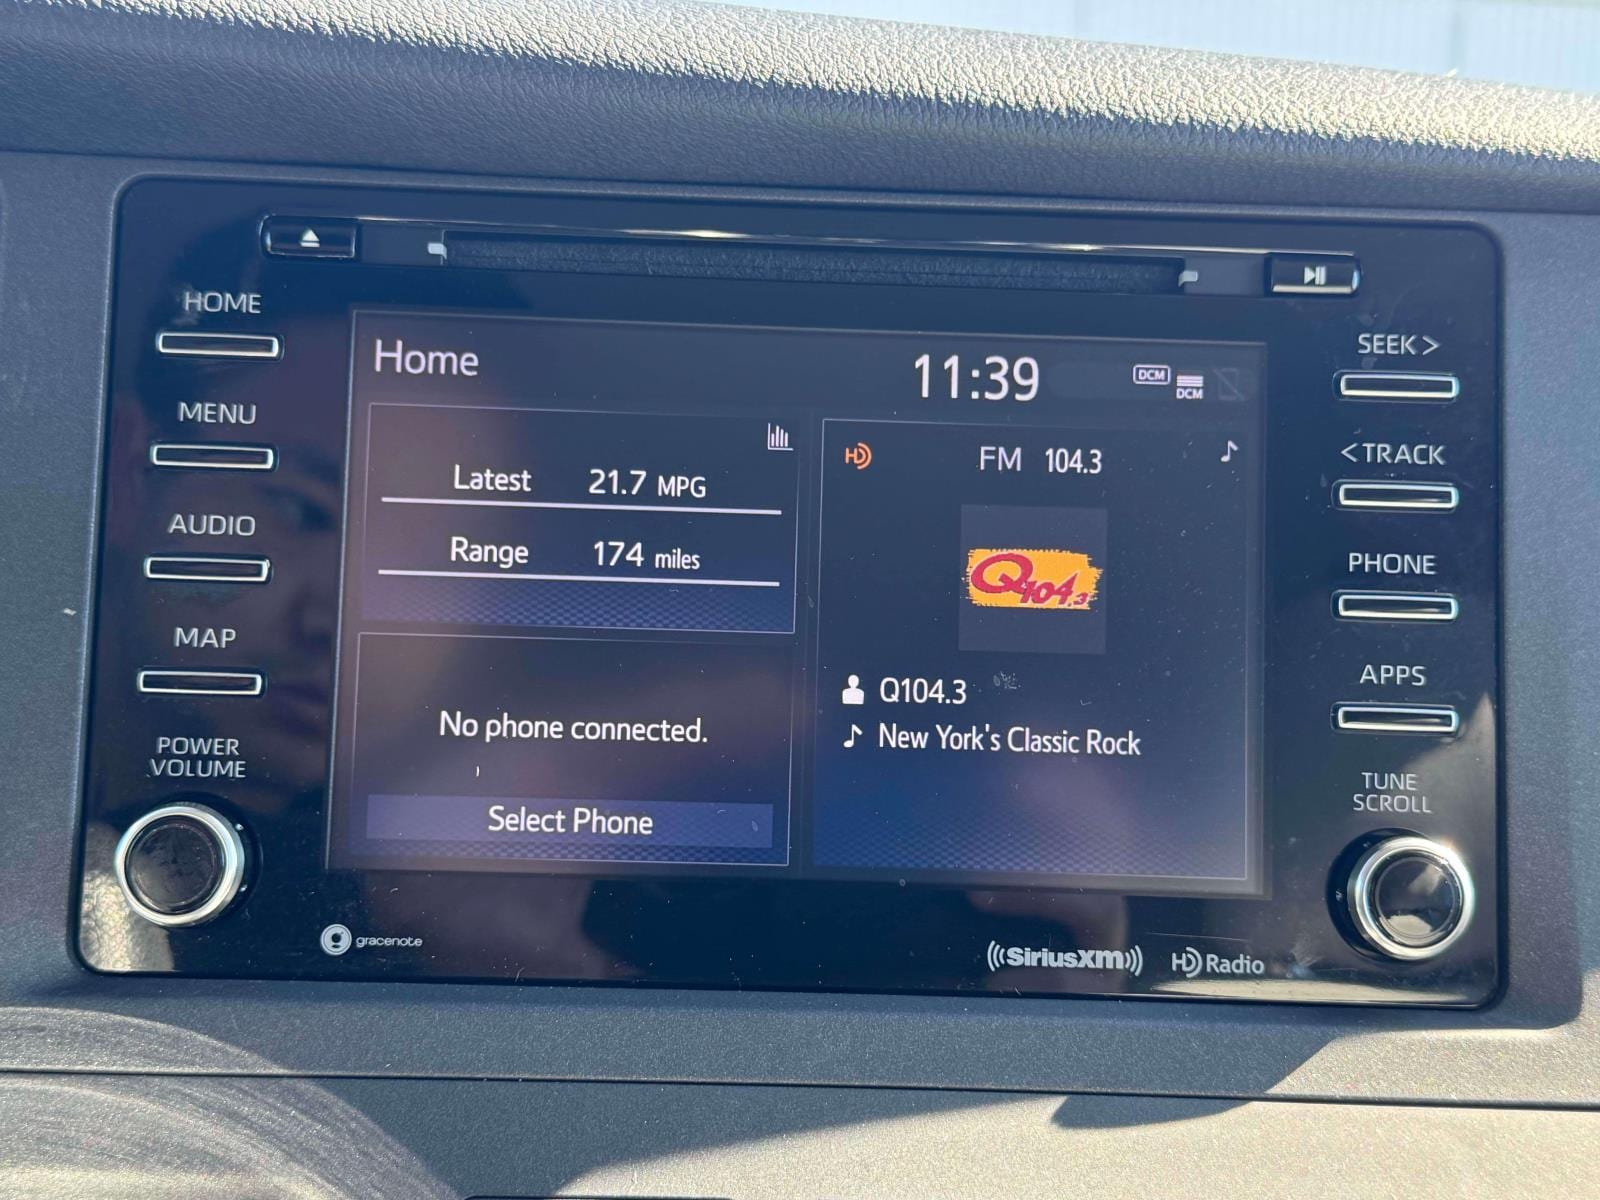 HOME
MENU
AUDIO
MAP
POWER
VOLUME
Home
11:39
DCM
DCM
Latest 21.7 MPG
Range 174 miles
No phone connected.
Select Phone
HD
FM 104.3
Q104.3
Q104.3
New York's Classic Rock
SEEK >
< TRACK
PHONE
APPS
TUNE
SCROLL
gracenote
SiriusXM
HD Radio